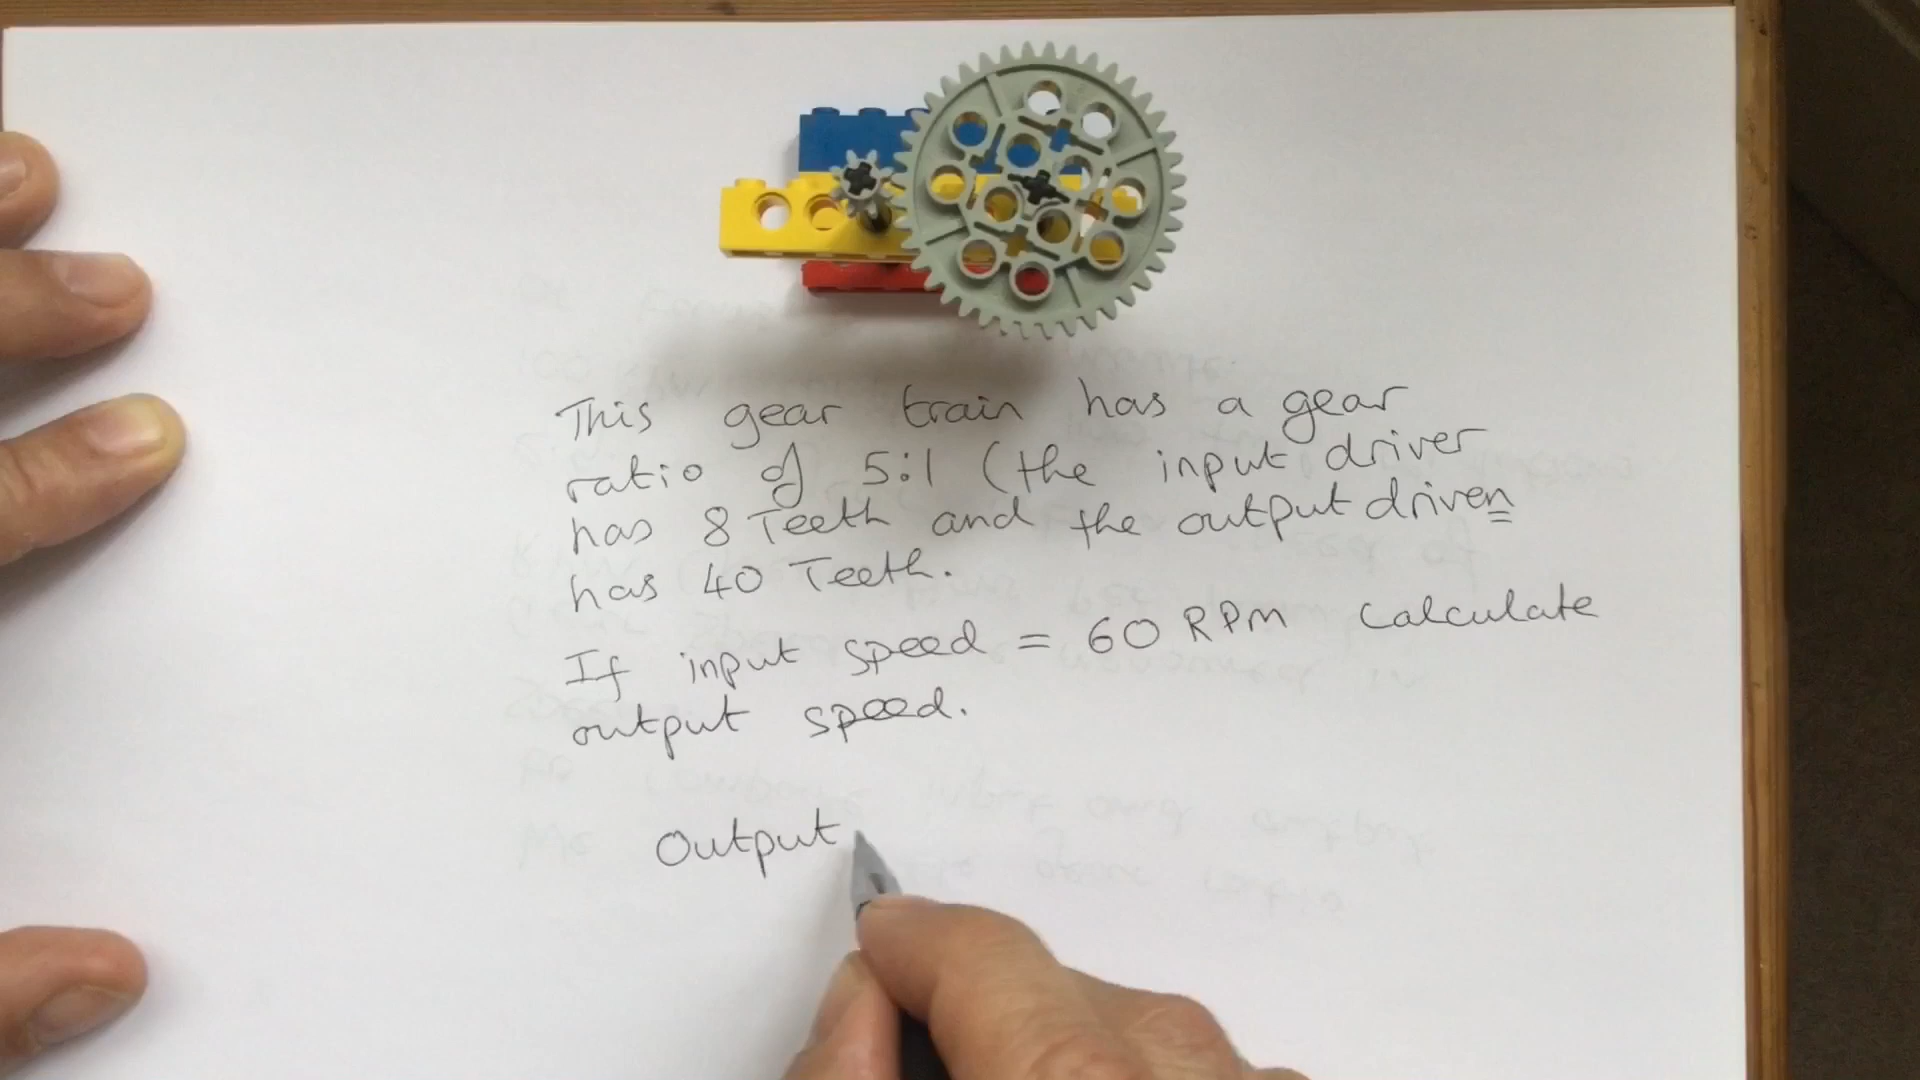 This gear train has a gear
ratio of 5:1 (the input driver
has 8 Teeth and the output driven
has 40 Teeth.
If input speed = 60 RPM calculate
output speed.
Output